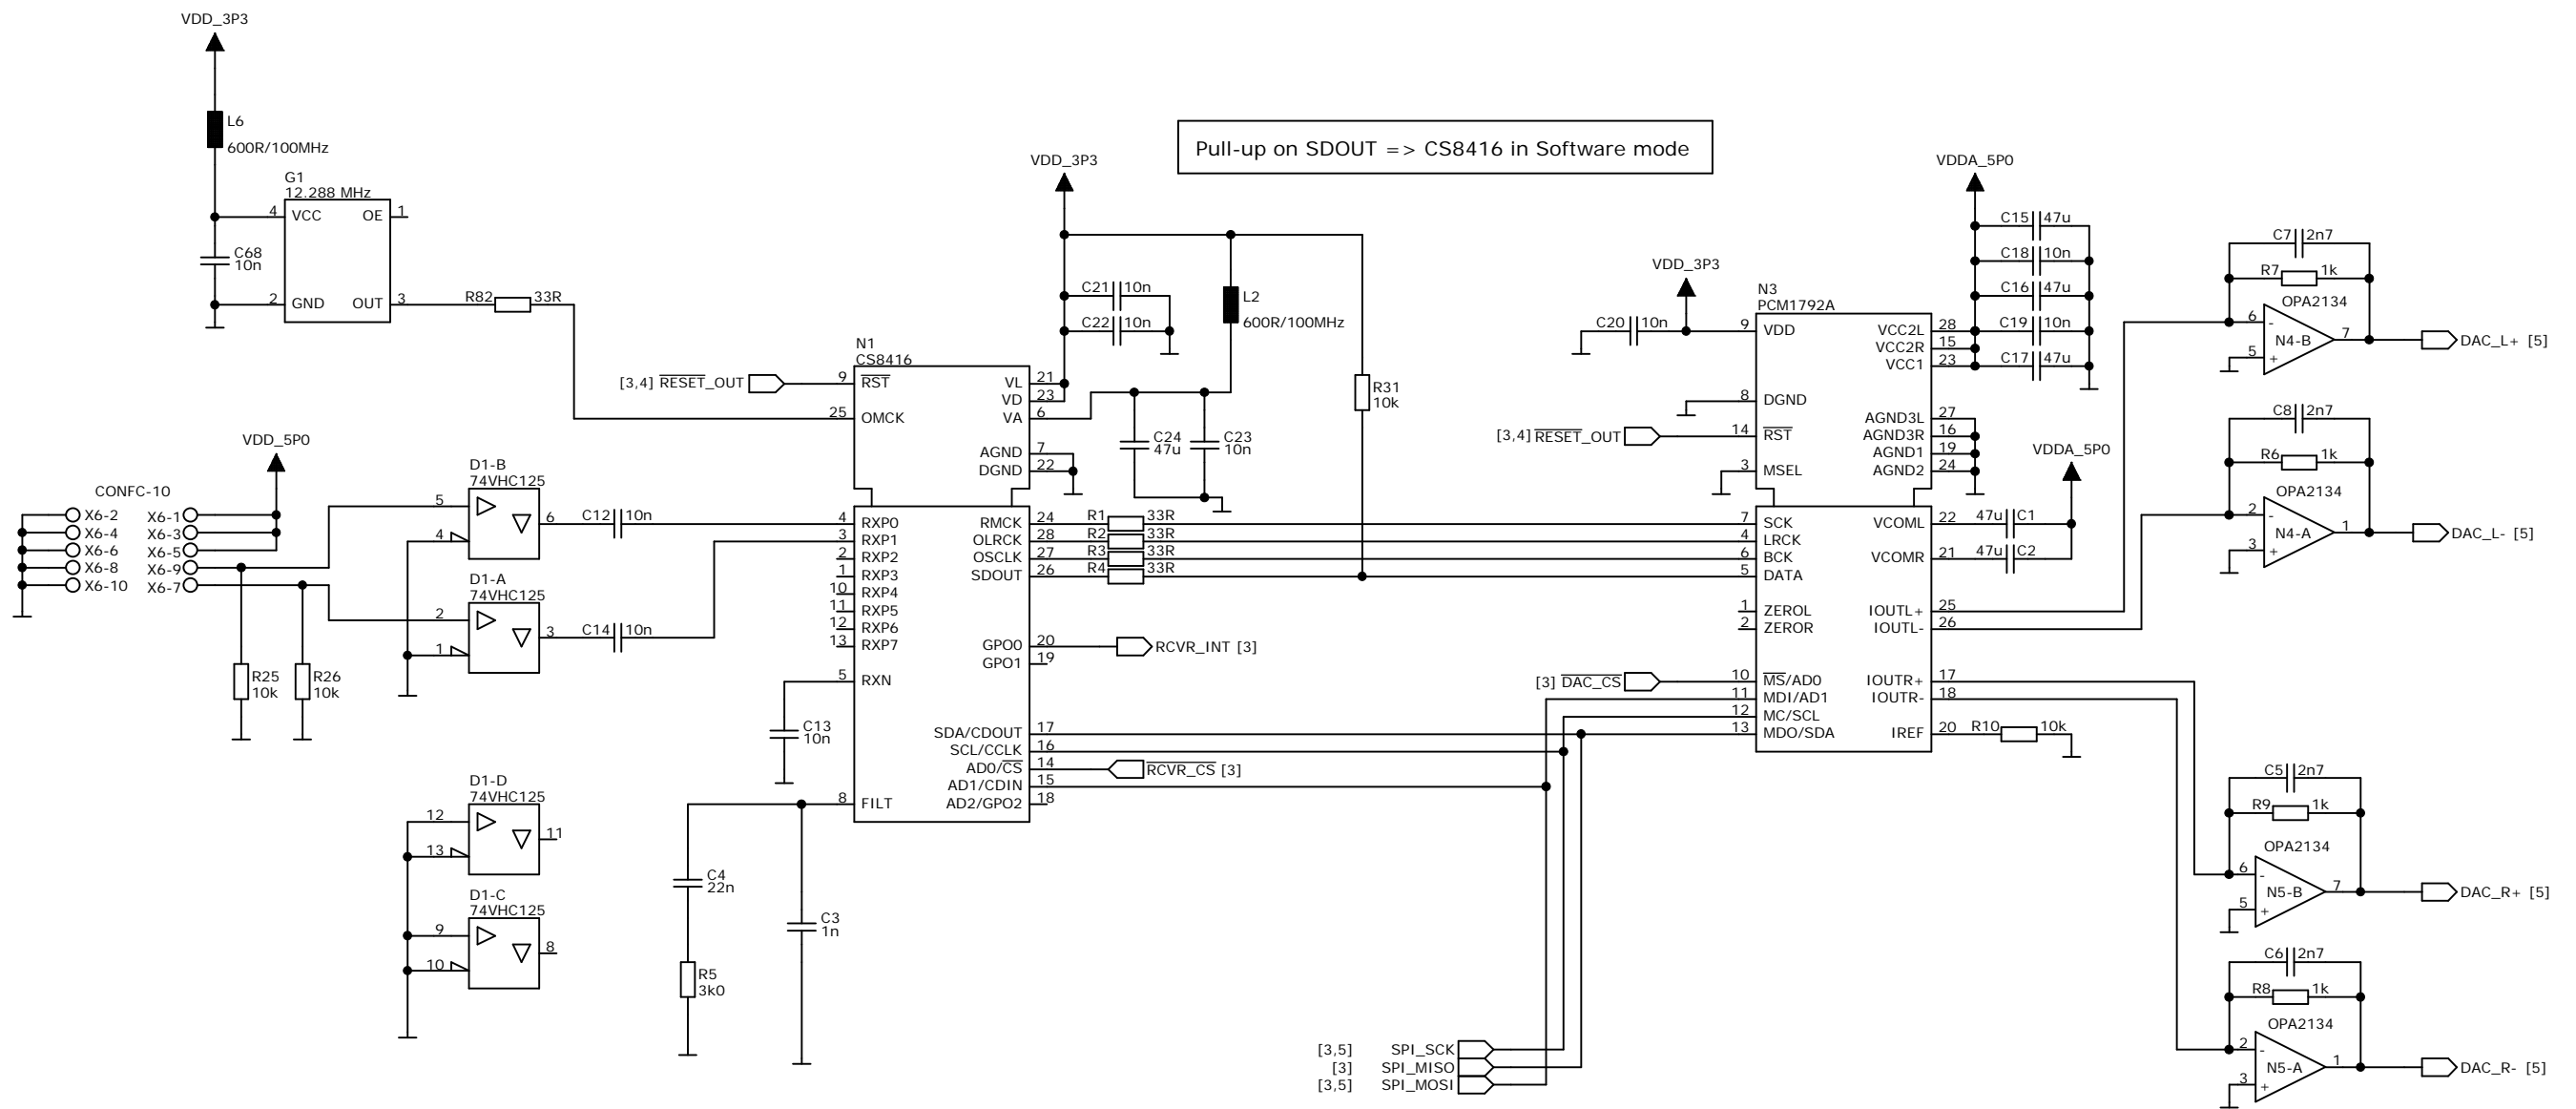 VDD_3P3
L6
600R/100MHz
G1
12.288 MHz
4 VCC OE 1
C68
10n
2 GND OUT 3
R82 33R
Pull-up on SDOUT => CS8416 in Software mode
VDD_3P3
C21 10n
C22 10n
L2
600R/100MHz
R31
10k
C24
47u
C23
10n
N1
CS8416
[3,4] RESET_OUT
9 RST
25 OMCK
VL 21
VD 23
VA 6
AGND 7
DGND 22
4 RXP0
3 RXP1
2 RXP2
1 RXP3
10 RXP4
11 RXP5
12 RXP6
13 RXP7
5 RXN
8 FILT
RMCK 24 R1 33R
OLRCK 28 R2 33R
OSCLK 27 R3 33R
SDOUT 26 R4 33R
GPO0 20 RCVR_INT [3]
GPO1 19
SDA/CDOUT 17
SCL/CCLK 16
AD0/CS 14 RCVR_CS [3]
AD1/CDIN 15
AD2/GPO2 18
VDD_5P0
CONFC-10
X6-2 X6-1
X6-4 X6-3
X6-6 X6-5
X6-8 X6-9
X6-10 X6-7
R25
10k
R26
10k
D1-B
74VHC125
5
4
6
C12 10n
D1-A
74VHC125
2
1
3
C14 10n
D1-D
74VHC125
12
13
11
D1-C
74VHC125
9
10
8
C13
10n
C4
22n
C3
1n
R5
3k0
[3,5] SPI_SCK
[3] SPI_MISO
[3,5] SPI_MOSI
VDD_3P3
C20 10n
N3
PCM1792A
9 VDD
8 DGND
[3,4] RESET_OUT
14 RST
3 MSEL
7 SCK
4 LRCK
6 BCK
5 DATA
1 ZEROL
2 ZEROR
[3] DAC_CS
10 MS/AD0
11 MDI/AD1
12 MC/SCL
13 MDO/SDA
VCC2L 28
VCC2R 15
VCC1 23
AGND3L 27
AGND3R 16
AGND1 19
AGND2 24
VCOML 22 47u C1
VCOMR 21 47u C2
IOUTL+ 25
IOUTL- 26
IOUTR+ 17
IOUTR- 18
IREF 20 R10 10k
VDDA_5P0
C15 47u
C18 10n
C16 47u
C19 10n
C17 47u
VDDA_5P0
C7 2n7
R7 1k
OPA2134
6 -
5 +
N4-B
7 DAC_L+ [5]
C8 2n7
R6 1k
OPA2134
2 -
3 +
N4-A
1 DAC_L- [5]
C5 2n7
R9 1k
OPA2134
6 -
5 +
N5-B
7 DAC_R+ [5]
C6 2n7
R8 1k
OPA2134
2 -
3 +
N5-A
1 DAC_R- [5]